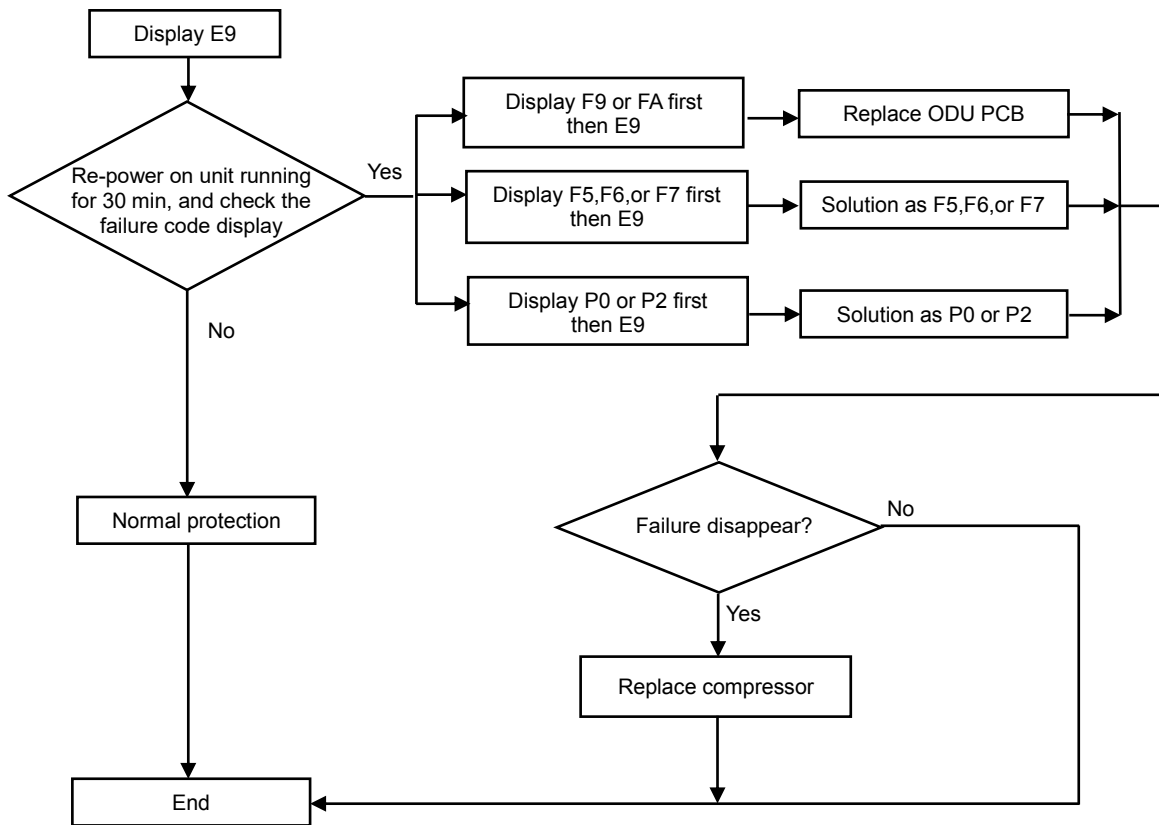 Display E9
Re-power on unit running
for 30 min, and check the
failure code display
Yes
No
Display F9 or FA first
then E9
Replace ODU PCB
Display F5,F6,or F7 first
then E9
Solution as F5,F6,or F7
Display P0 or P2 first
then E9
Solution as P0 or P2
Normal protection
Failure disappear?
No
Yes
Replace compressor
End